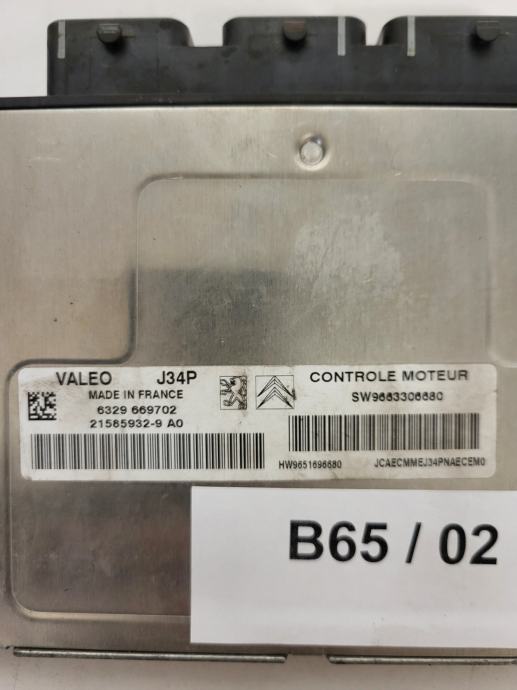 VALEO J34P
MADE IN FRANCE
6329 669702
21585932-9 A0
CONTROLE MOTEUR
SW9663306680
HW9651696680 JCAECMMEJ34PNAECEM0
B65 / 02